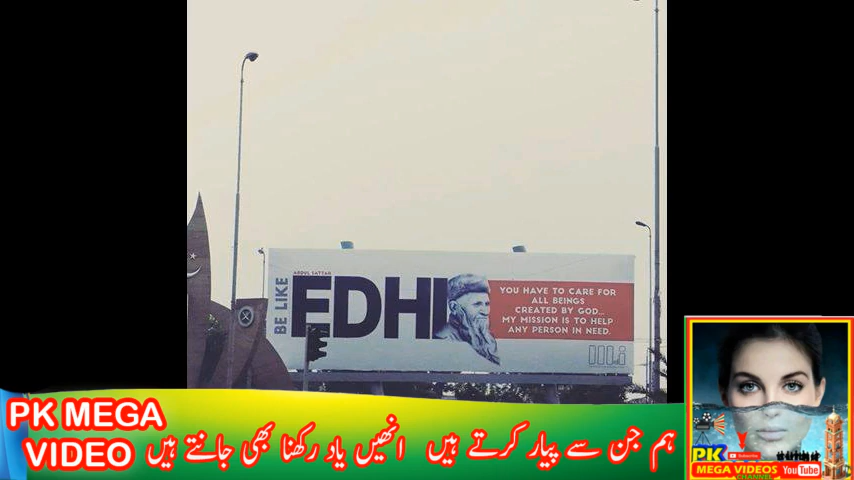 BE LIKE
ABDUL SATTAR
EDHI
YOU HAVE TO CARE FOR
ALL BEINGS
CREATED BY GOD...
MY MISSION IS TO HELP
ANY PERSON IN NEED.
PK MEGA
VIDEO
ہم جن سے پیار کرتے ہیں انھیں یاد رکھنا بھی جانتے ہیں
PK
Subscribe
MEGA VIDEOS
YouTube
CHANNEL